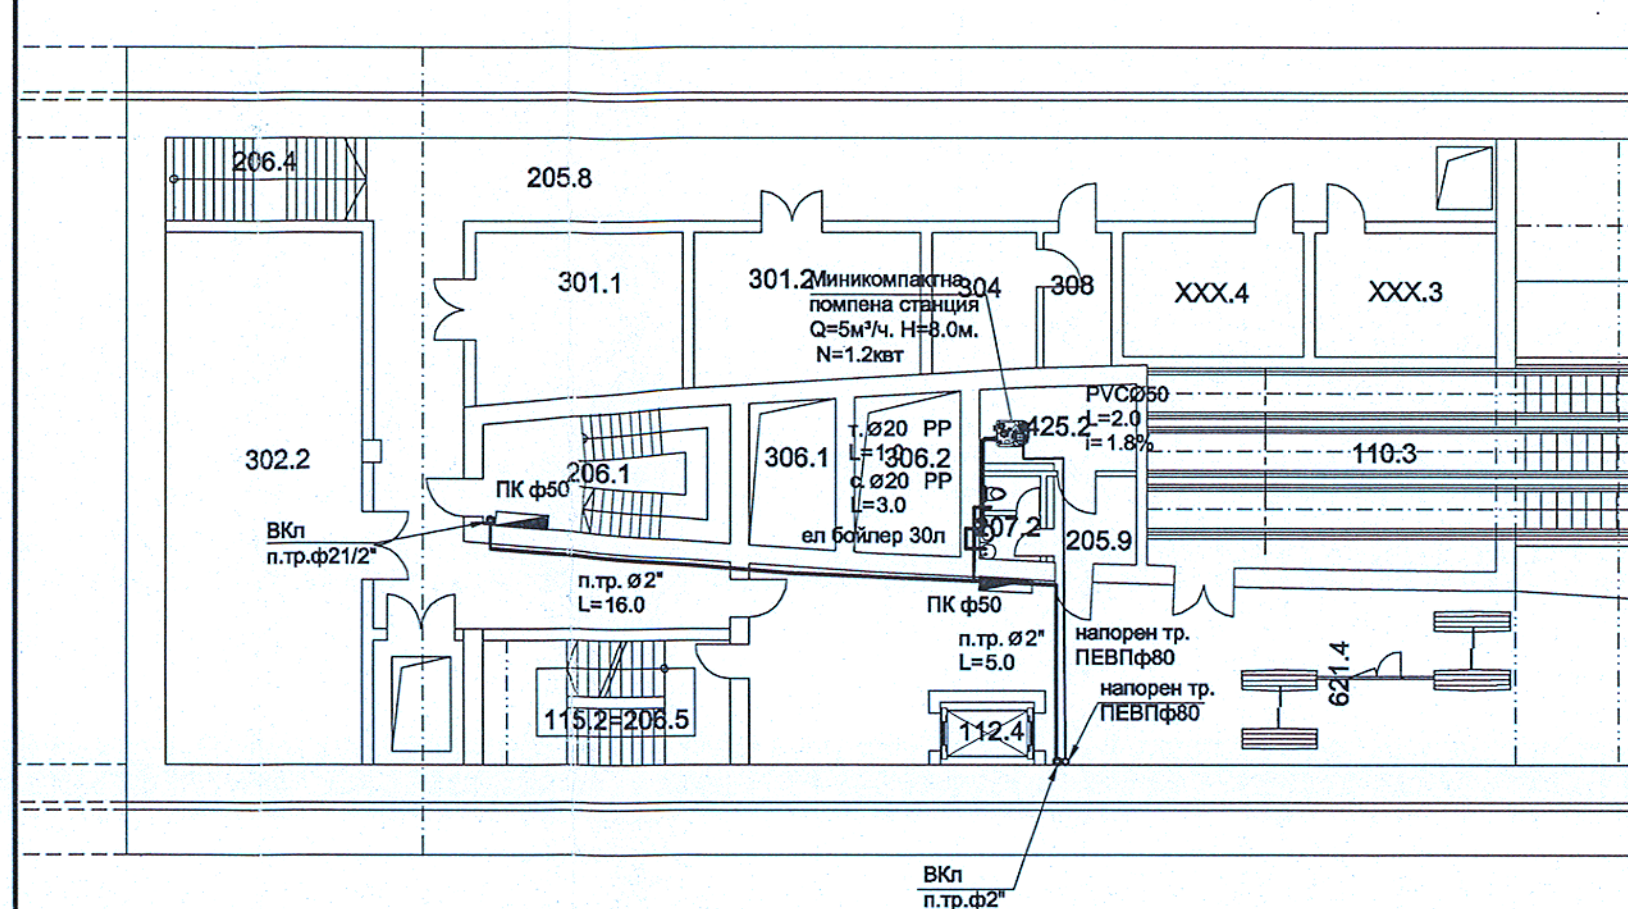 206.4
205.8
301.1
301.2
Миникомпактна
помпена станция
Q=5м³/ч. H=8.0м.
N=1.2квт
304
308
XXX.4
XXX.3
302.2
206.1
ПК ф50
306.1
306.2
т. Ø20 PP
L=1.0
с. Ø20 PP
L=3.0
ел бойлер 30л
425.2
PVCØ50
L=2.0
i=1.8%
110.3
407.2
205.9
ВКл
п.тр.ф21/2"
п.тр. Ø2"
L=16.0
ПК ф50
п.тр. Ø2"
L=5.0
напорен тр.
ПЕВПф80
напорен тр.
ПЕВПф80
621.4
115.2=206.5
112.4
ВКл
п.тр.ф2"